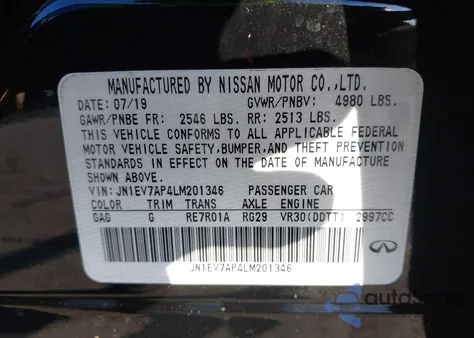 MANUFACTURED BY NISSAN MOTOR CO.,LTD.
DATE: 07/19 GVWR/PNBV: 4980 LBS.
GAWR/PNBE FR: 2546 LBS. RR: 2513 LBS.
THIS VEHICLE CONFORMS TO ALL APPLICABLE FEDERAL
MOTOR VEHICLE SAFETY, BUMPER, AND THEFT PREVENTION
STANDARDS IN EFFECT ON THE DATE OF MANUFACTURE
SHOWN ABOVE.
VIN: JN1EV7AP4LM201346 PASSENGER CAR
COLOR TRIM TRANS AXLE ENGINE
GAG G RE7R01A RG29 VR30(DDTT) 2997CC
JN1EV7AP4LM201346
autoSnap